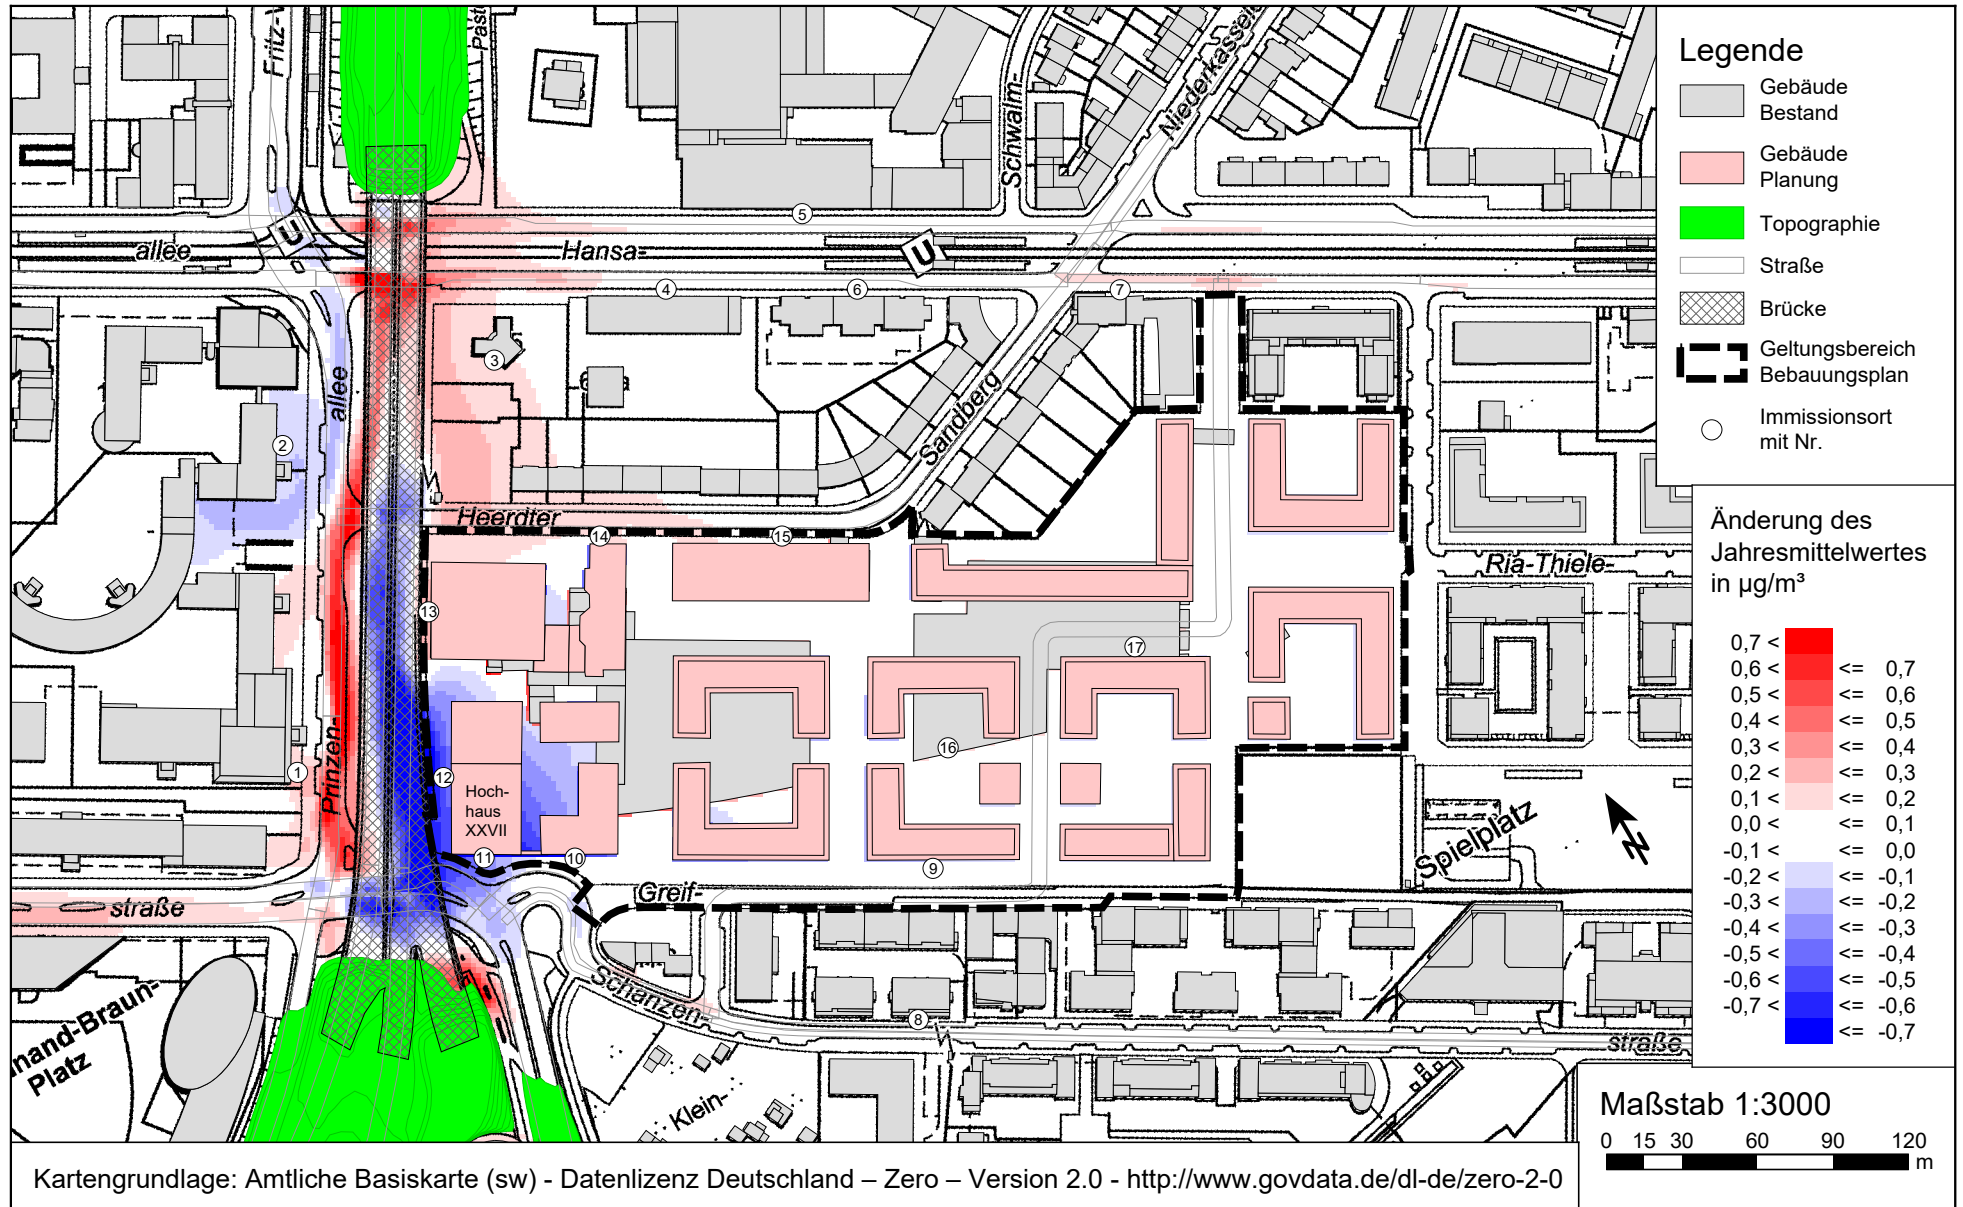 Fritz-V
Pasto
Schwalm-
Niederkassele
U
allee
Hansa-
U
5
4
6
7
3
allee
2
Sandberg
Heerdter
14
15
13
17
Ria-Thiele-
16
Prinzen-
1
12
Hoch-
haus
XXVII
11
10
9
Spielplatz
N
straße
Greif-
Schanzen-
8
straße
inand-Braun-
Platz
Klein-
Legende
Gebäude
Bestand
Gebäude
Planung
Topographie
Straße
Brücke
Geltungsbereich
Bebauungsplan
Immissionsort
mit Nr.
Änderung des
Jahresmittelwertes
in µg/m³
0,7 <
0,6 < <= 0,7
0,5 < <= 0,6
0,4 < <= 0,5
0,3 < <= 0,4
0,2 < <= 0,3
0,1 < <= 0,2
0,0 < <= 0,1
-0,1 < <= 0,0
-0,2 < <= -0,1
-0,3 < <= -0,2
-0,4 < <= -0,3
-0,5 < <= -0,4
-0,6 < <= -0,5
-0,7 < <= -0,6
<= -0,7
Maßstab 1:3000
0 15 30 60 90 120
m
Kartengrundlage: Amtliche Basiskarte (sw) - Datenlizenz Deutschland – Zero – Version 2.0 - http://www.govdata.de/dl-de/zero-2-0